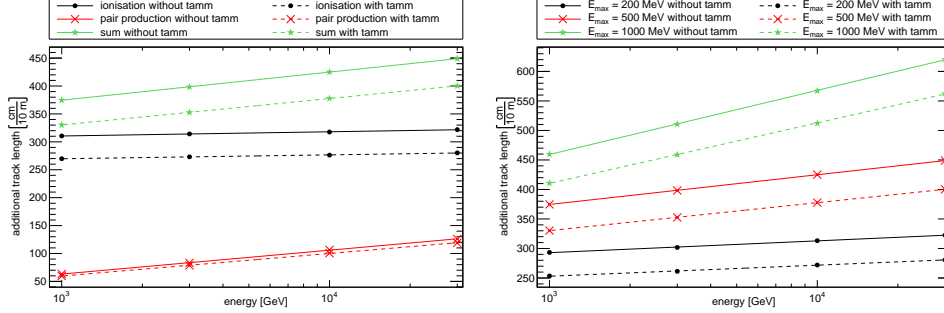 ionisation without tamm ionisation with tamm
pair production without tamm pair production with tamm
sum without tamm sum with tamm
additional track length [cm/10 m]
450
400
350
300
250
200
150
100
50
10³ 10⁴
energy [GeV]
E_max = 200 MeV without tamm E_max = 200 MeV with tamm
E_max = 500 MeV without tamm E_max = 500 MeV with tamm
E_max = 1000 MeV without tamm E_max = 1000 MeV with tamm
additional track length [cm/10 m]
600
550
500
450
400
350
300
250
10³ 10⁴
energy [GeV]